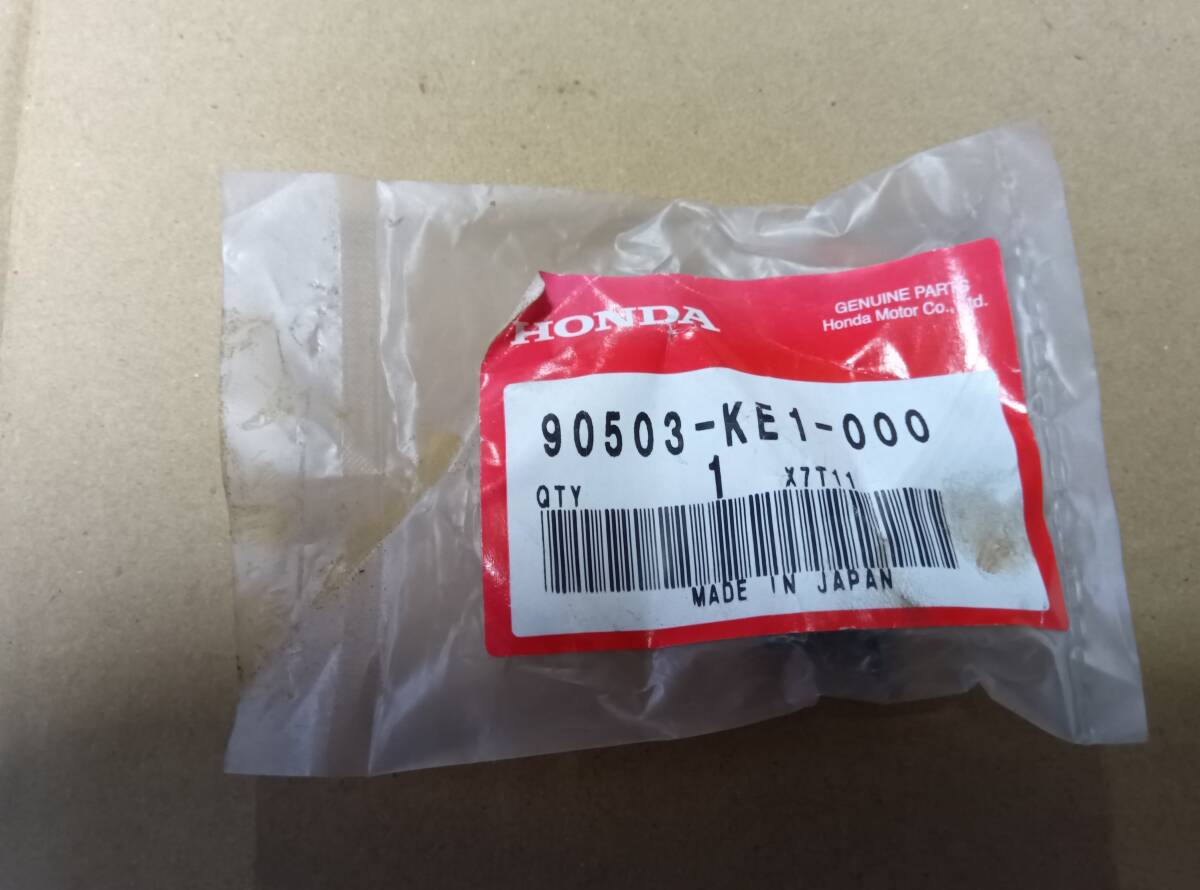 HONDA
GENUINE PARTS
Honda Motor Co., Ltd.
90503-KE1-000
QTY 1 X7T11
MADE IN JAPAN